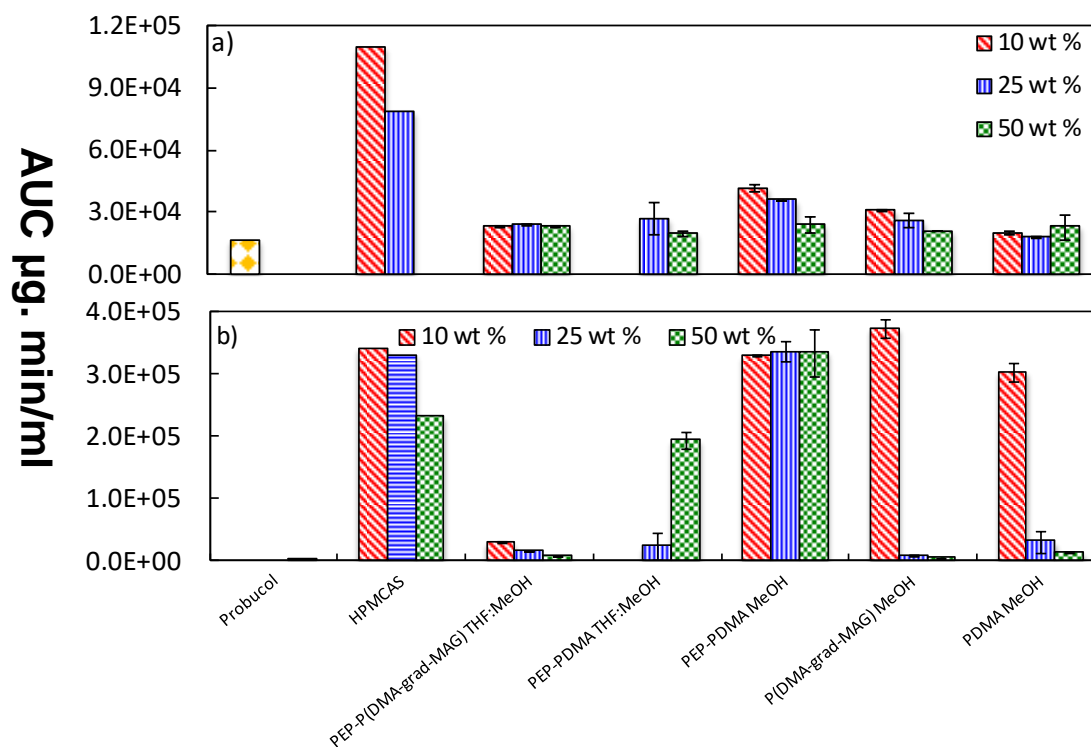 AUC µg. min/ml
1.2E+05
9.0E+04
6.0E+04
3.0E+04
0.0E+00
a)
10 wt %
25 wt %
50 wt %
4.0E+05
3.0E+05
2.0E+05
1.0E+05
0.0E+00
b)
10 wt % 25 wt % 50 wt %
Probucol
HPMCAS
PEP-P(DMA-grad-MAG) THF:MeOH
PEP-PDMA THF:MeOH
PEP-PDMA MeOH
P(DMA-grad-MAG) MeOH
PDMA MeOH